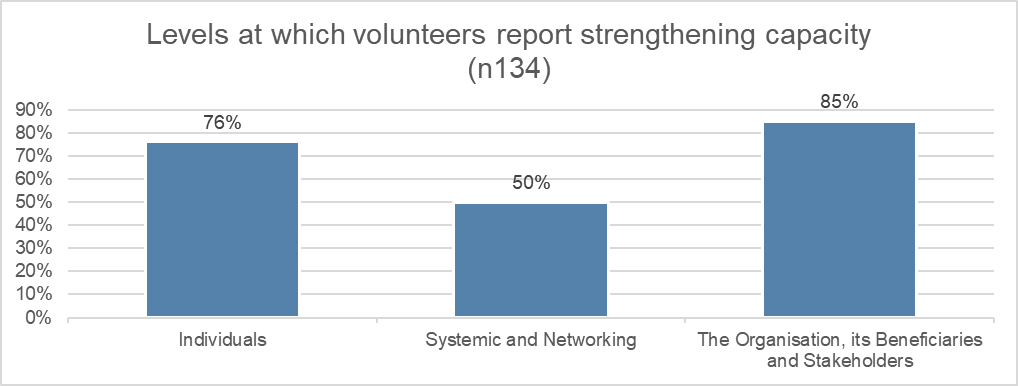 Levels at which volunteers report strengthening capacity
(n134)
90%
80%
70%
60%
50%
40%
30%
20%
10%
0%
76%
50%
85%
Individuals
Systemic and Networking
The Organisation, its Beneficiaries
and Stakeholders